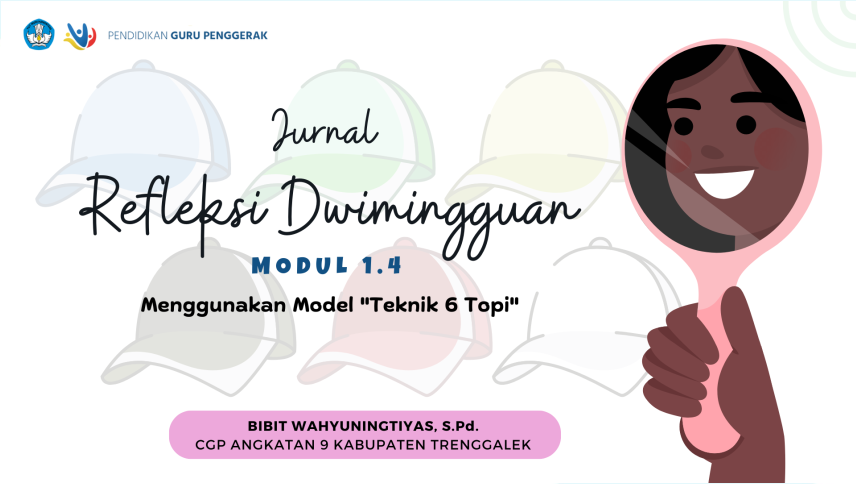 PENDIDIKAN GURU PENGGERAK
Jurnal
Refleksi Dwimingguan
MODUL 1.4
Menggunakan Model "Teknik 6 Topi"
BIBIT WAHYUNINGTIYAS, S.Pd.
CGP ANGKATAN 9 KABUPATEN TRENGGALEK